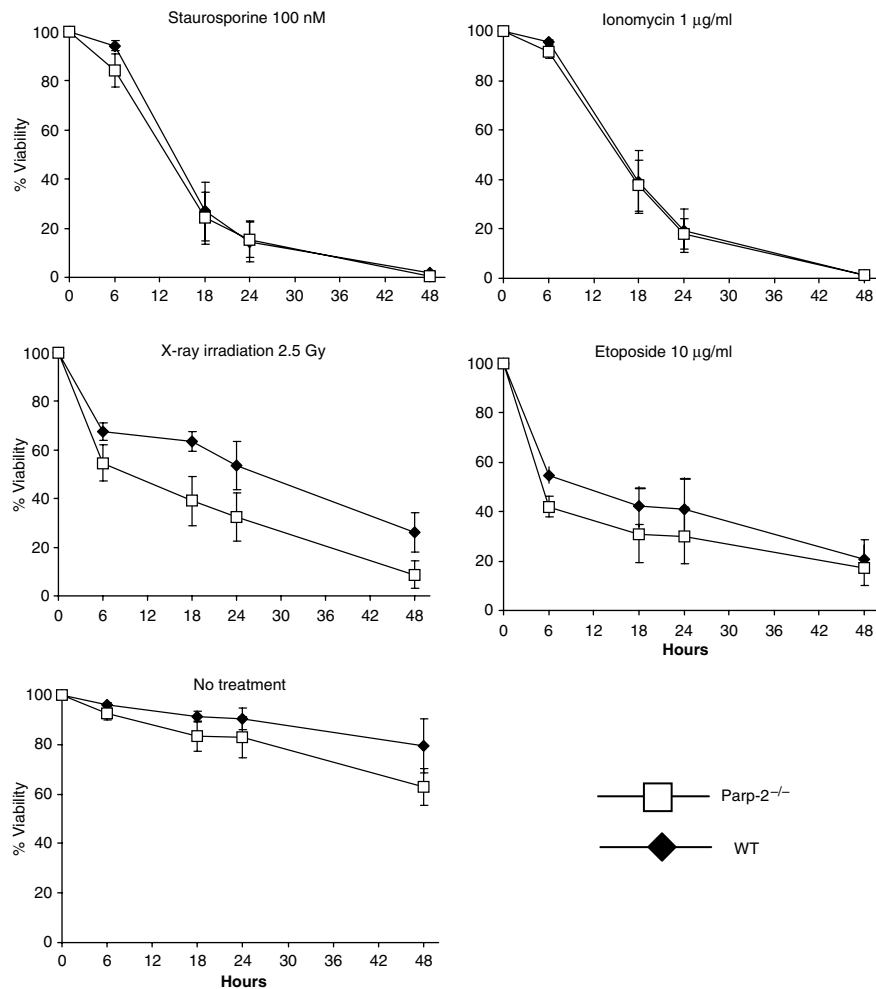 Staurosporine 100 nM
% Viability
100
80
60
40
20
0
0 6 12 18 24 30 36 42 48
Ionomycin 1 μg/ml
100
80
60
40
20
0
0 6 12 18 24 30 36 42 48
X-ray irradiation 2.5 Gy
% Viability
100
80
60
40
20
0
0 6 12 18 24 30 36 42 48
Etoposide 10 μg/ml
100
80
60
40
20
0
0 6 12 18 24 30 36 42 48
Hours
No treatment
% Viability
100
80
60
40
20
0
0 6 12 18 24 30 36 42 48
Hours
Parp-2⁻/⁻
WT